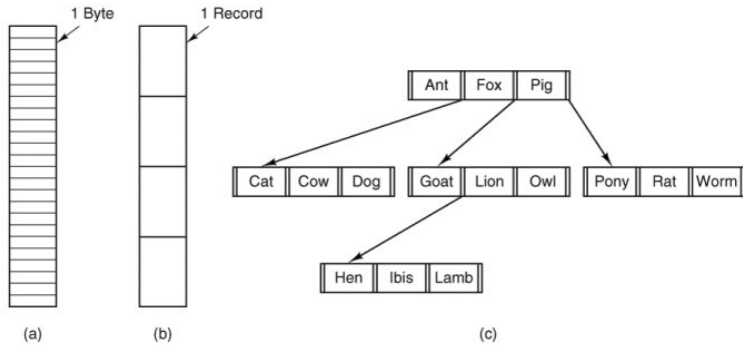 1 Byte
1 Record
Ant Fox Pig
Cat Cow Dog
Goat Lion Owl
Pony Rat Worm
Hen Ibis Lamb
(a)
(b)
(c)